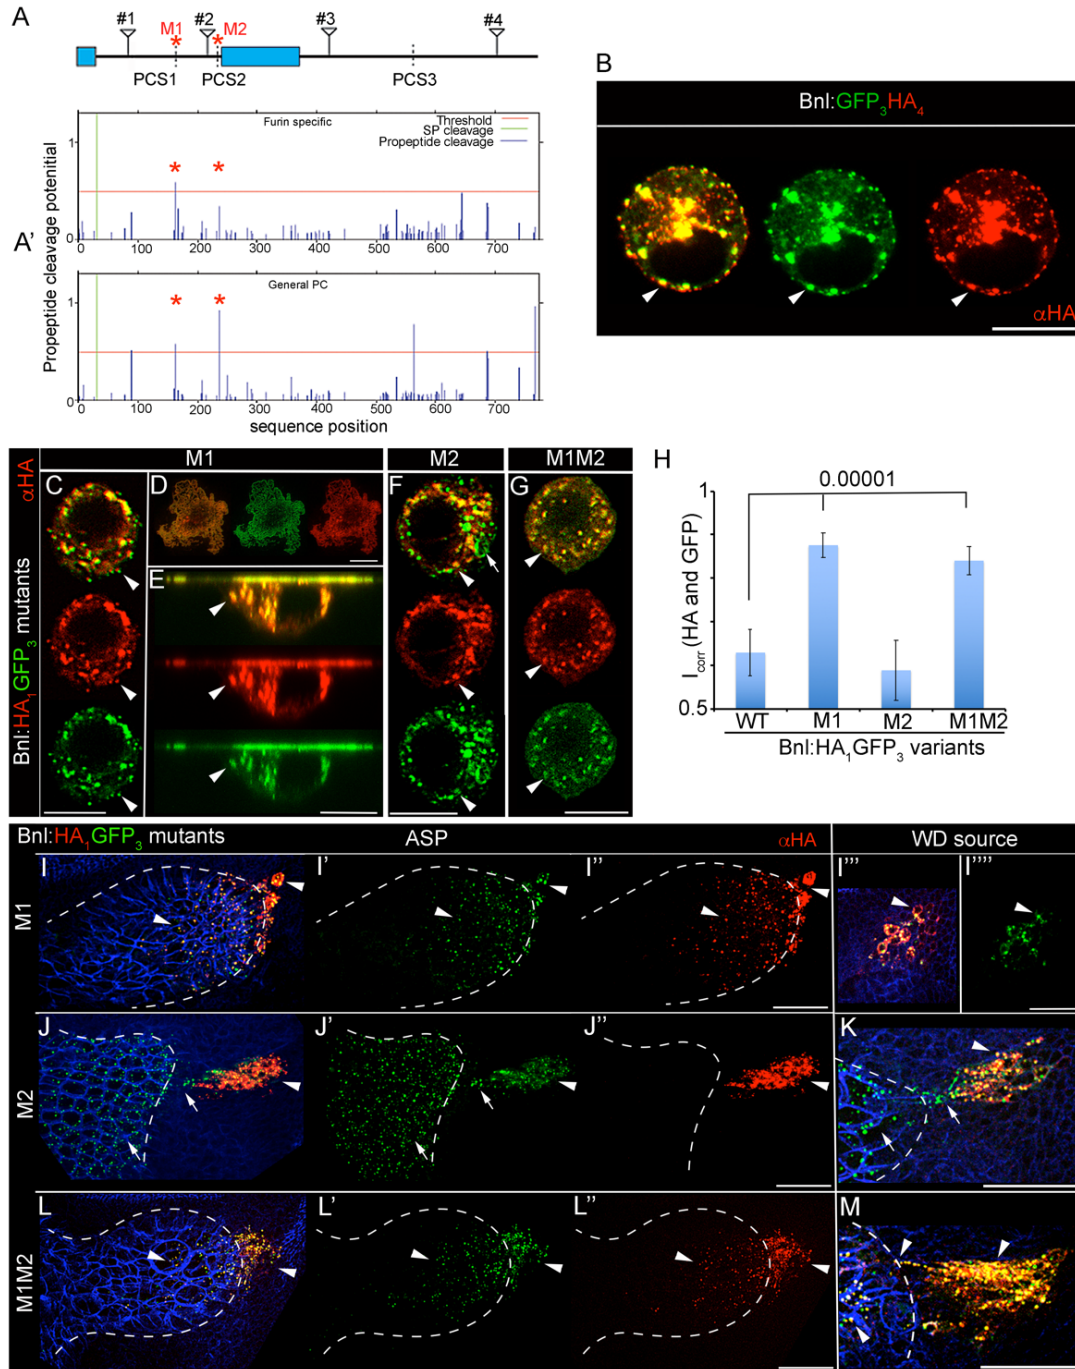 A
#1
M1
#2
M2
#3
#4
PCS1
PCS2
PCS3
Furin specific
Threshold
SP cleavage
Propeptide cleavage
1
0
0 100 200 300 400 500 600 700
A'
General PC
1
0
0 100 200 300 400 500 600 700
Propeptide cleavage potenitial
sequence position
B
Bnl:GFP3HA4
αHA
M1
M2
M1M2
C
D
E
F
G
αHA
Bnl:HA1GFP3 mutants
H
0.00001
1
0.5
Icorr (HA and GFP)
WT M1 M2 M1M2
Bnl:HA1GFP3 variants
Bnl:HA1GFP3 mutants
ASP
αHA
WD source
M1
I
I'
I''
I'''
I''''
M2
J
J'
J''
K
M1M2
L
L'
L''
M